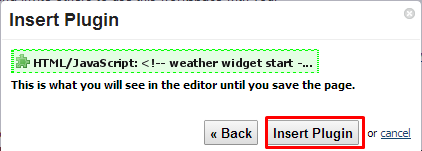 Insert Plugin
HTML/JavaScript: <!-- weather widget start -...
This is what you will see in the editor until you save the page.
« Back Insert Plugin or cancel